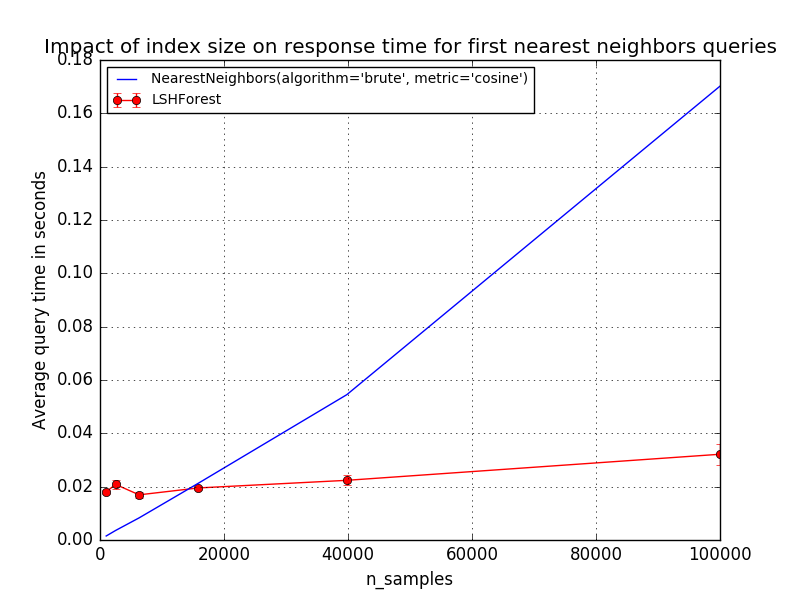 Impact of index size on response time for first nearest neighbors queries
0.18
NearestNeighbors(algorithm='brute', metric='cosine')
LSHForest
0.16
0.14
0.12
0.10
0.08
0.06
0.04
0.02
0.00
Average query time in seconds
0 20000 40000 60000 80000 100000
n_samples